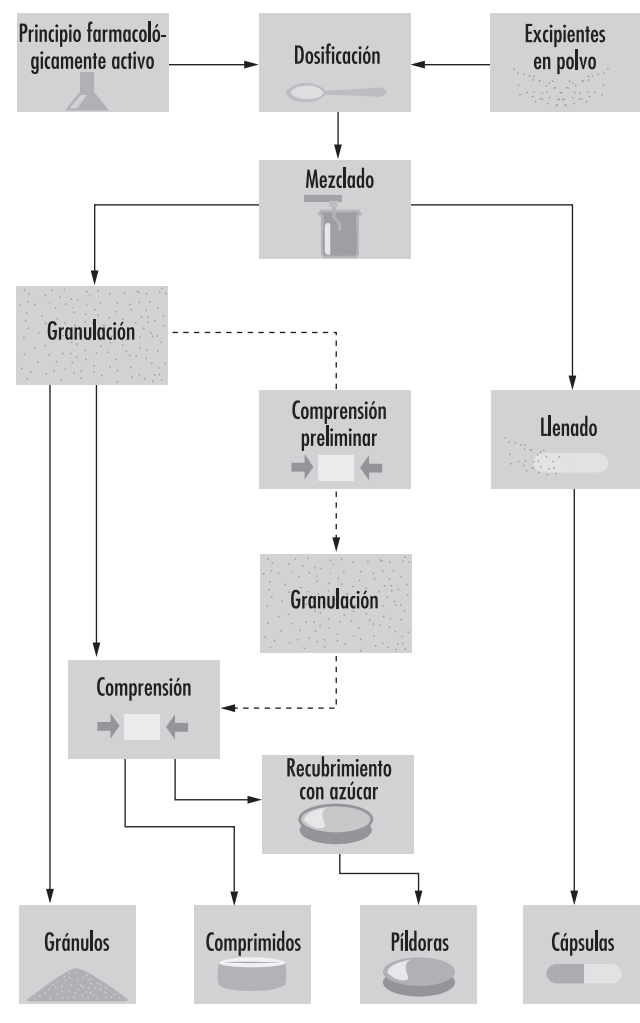 Principio farmacoló-
gicamente activo
Dosificación
Excipientes
en polvo
Mezclado
Granulación
Comprensión
preliminar
Llenado
Granulación
Comprensión
Recubrimiento
con azúcar
Gránulos
Comprimidos
Píldoras
Cápsulas